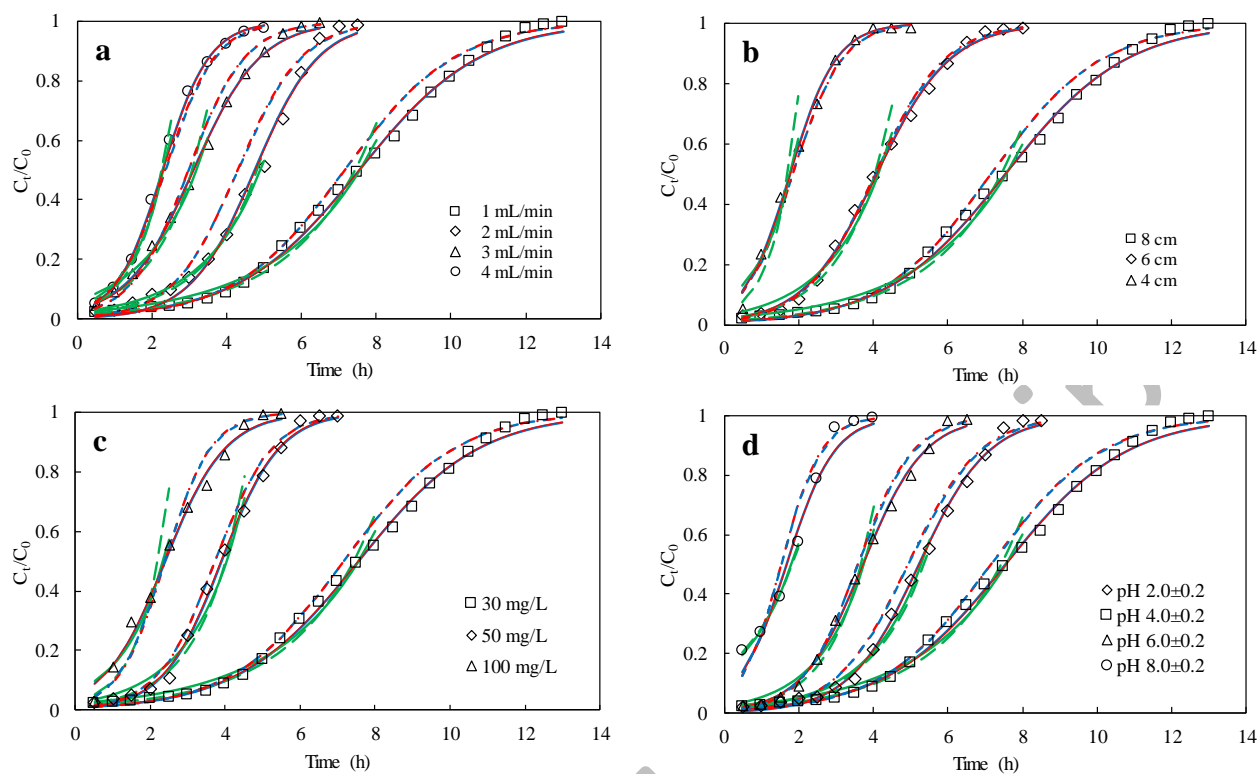 a
C_t/C_0
1
0.8
0.6
0.4
0.2
0
0 2 4 6 8 10 12 14
Time (h)
1 mL/min
2 mL/min
3 mL/min
4 mL/min
b
C_t/C_0
1
0.8
0.6
0.4
0.2
0
0 2 4 6 8 10 12 14
Time (h)
8 cm
6 cm
4 cm
c
C_t/C_0
1
0.8
0.6
0.4
0.2
0
0 2 4 6 8 10 12 14
Time (h)
30 mg/L
50 mg/L
100 mg/L
d
C_t/C_0
1
0.8
0.6
0.4
0.2
0
0 2 4 6 8 10 12 14
Time (h)
pH 2.0±0.2
pH 4.0±0.2
pH 6.0±0.2
pH 8.0±0.2